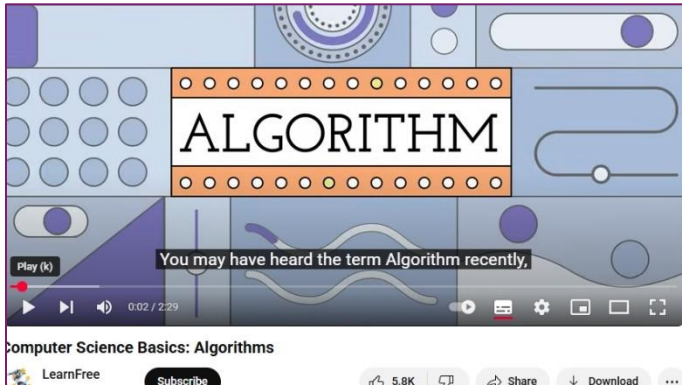 ALGORITHM
You may have heard the term Algorithm recently,
Play (k)
0:02 / 2:29
Computer Science Basics: Algorithms
LearnFree
Subscribe
5.8K
Share
Download